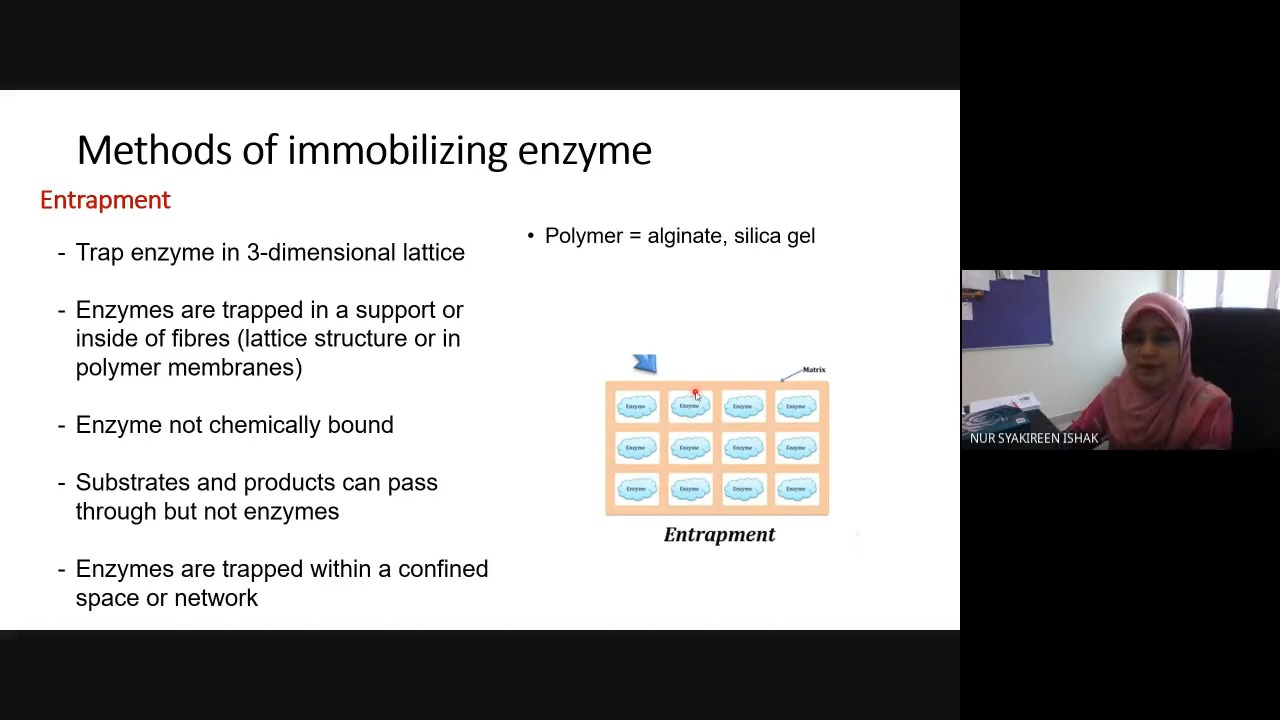 Methods of immobilizing enzyme
Entrapment
- Trap enzyme in 3-dimensional lattice
- Enzymes are trapped in a support or
inside of fibres (lattice structure or in
polymer membranes)
- Enzyme not chemically bound
- Substrates and products can pass
through but not enzymes
- Enzymes are trapped within a confined
space or network
• Polymer = alginate, silica gel
Matrix
Enzyme Enzyme Enzyme Enzyme
Enzyme Enzyme Enzyme Enzyme
Enzyme Enzyme Enzyme Enzyme
Entrapment
NUR SYAKIREEN ISHAK